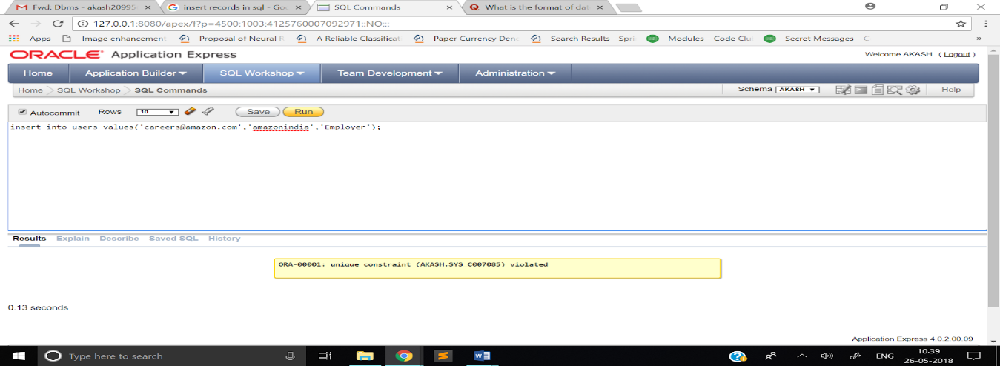 Fwd: Dbms - akash20995 × insert records in sql - Goo × SQL Commands × What is the format of dat ×
127.0.0.1:8080/apex/f?p=4500:1003:4125760007092971::NO:::
Apps Image enhancement Proposal of Neural A Reliable Classificati Paper Currency Deno Search Results - Spri Modules – Code Clu Secret Messages – C »
ORACLE Application Express Welcome AKASH ( Logout )
Home Application Builder SQL Workshop Team Development Administration
Home SQL Workshop SQL Commands Schema AKASH Help
Autocommit Rows 10 Save Run
insert into users values('careers@amazon.com','amazonindia','Employer');
Results Explain Describe Saved SQL History
ORA-00001: unique constraint (AKASH.SYS_C007085) violated
0.13 seconds
Application Express 4.0.2.00.09
Type here to search ENG 10:39
26-05-2018